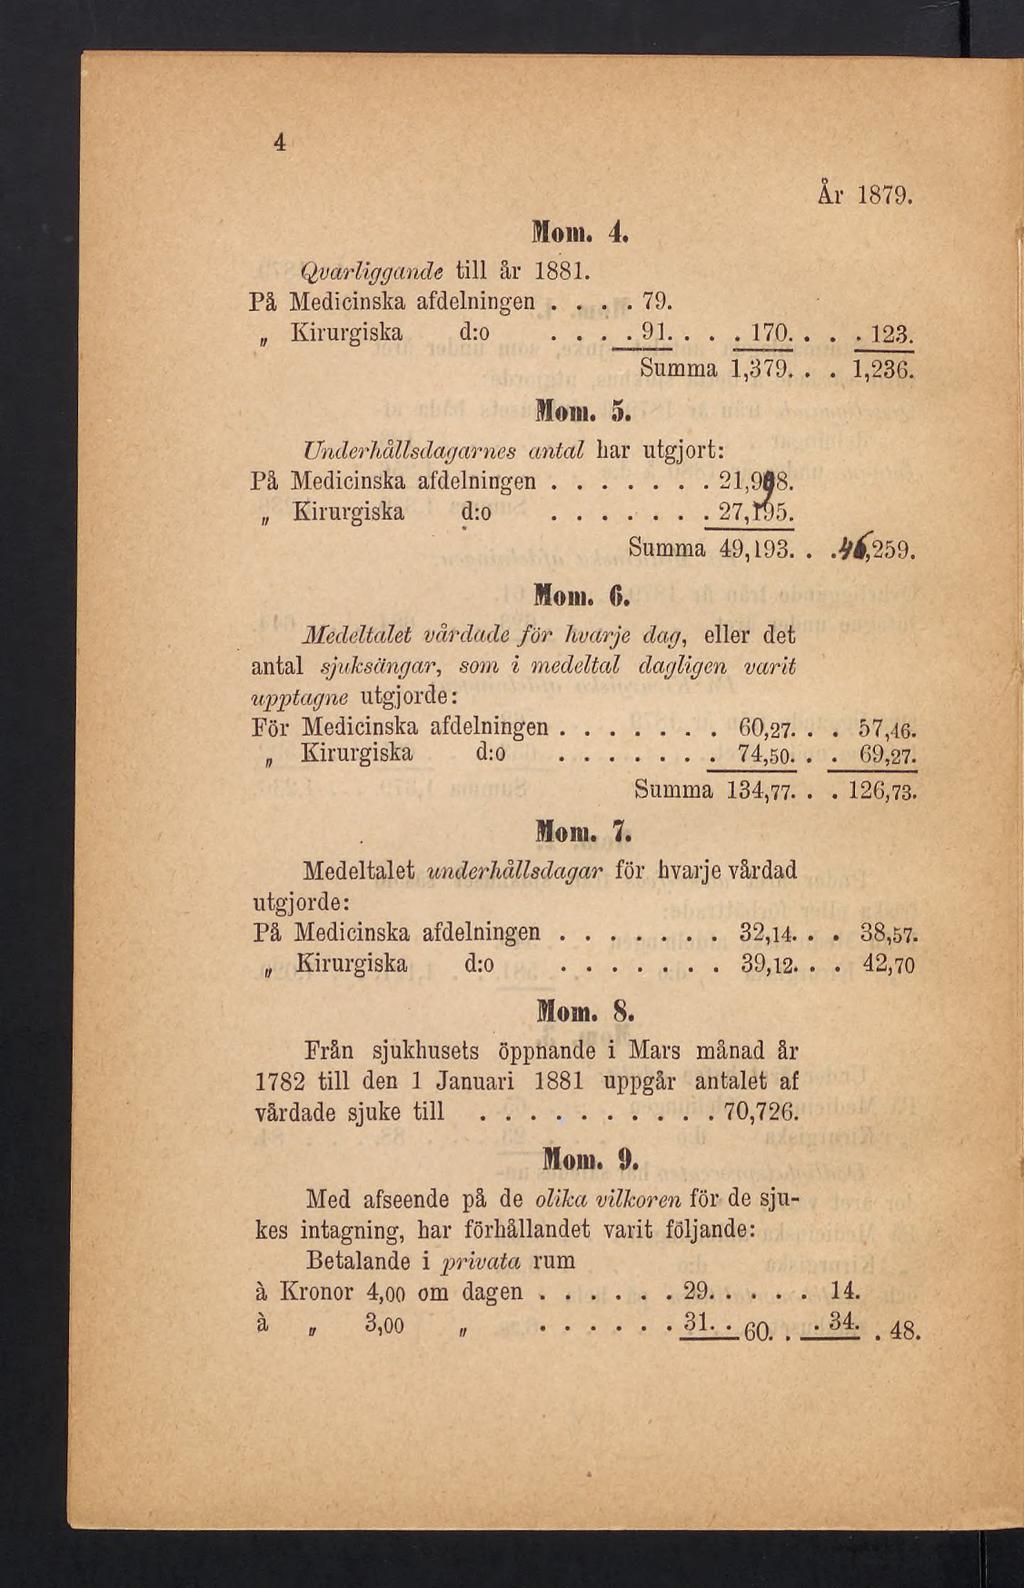 4
År 1879.
Mom. 4.
Qvarliggande till år 1881.
På Medicinska afdelningen . . . . 79.
„ Kirurgiska d:o . . . . 91. . . . 170. . . . 123.
Summa 1,379. . . 1,236.
Mom. 5.
Underhållsdagarnes antal har utgjort:
På Medicinska afdelningen . . . . . . . 21,998.
„ Kirurgiska d:o . . . . . . . 27,195.
Summa 49,193. . . 46,259.
Mom. 6.
Medeltalet vårdade för hvarje dag, eller det
antal sjuksängar, som i medeltal dagligen varit
upptagne utgjorde:
För Medicinska afdelningen . . . . . . . 60,27. . . 57,46.
„ Kirurgiska d:o . . . . . . . 74,50. . . 69,27.
Summa 134,77. . . 126,73.
Mom. 7.
Medeltalet underhållsdagar för hvarje vårdad
utgjorde:
På Medicinska afdelningen . . . . . . . 32,14. . . 38,57.
„ Kirurgiska d:o . . . . . . . 39,12. . . 42,70
Mom. 8.
Från sjukhusets öppnande i Mars månad år
1782 till den 1 Januari 1881 uppgår antalet af
vårdade sjuke till . . . . . . . . . . 70,726.
Mom. 9.
Med afseende på de olika vilkoren för de sju-
kes intagning, har förhållandet varit följande:
Betalande i privata rum
à Kronor 4,00 om dagen . . . . . . 29. . . . . 14.
à „ 3,00 „ . . . . . . 31. . 60. . . 34. . 48.